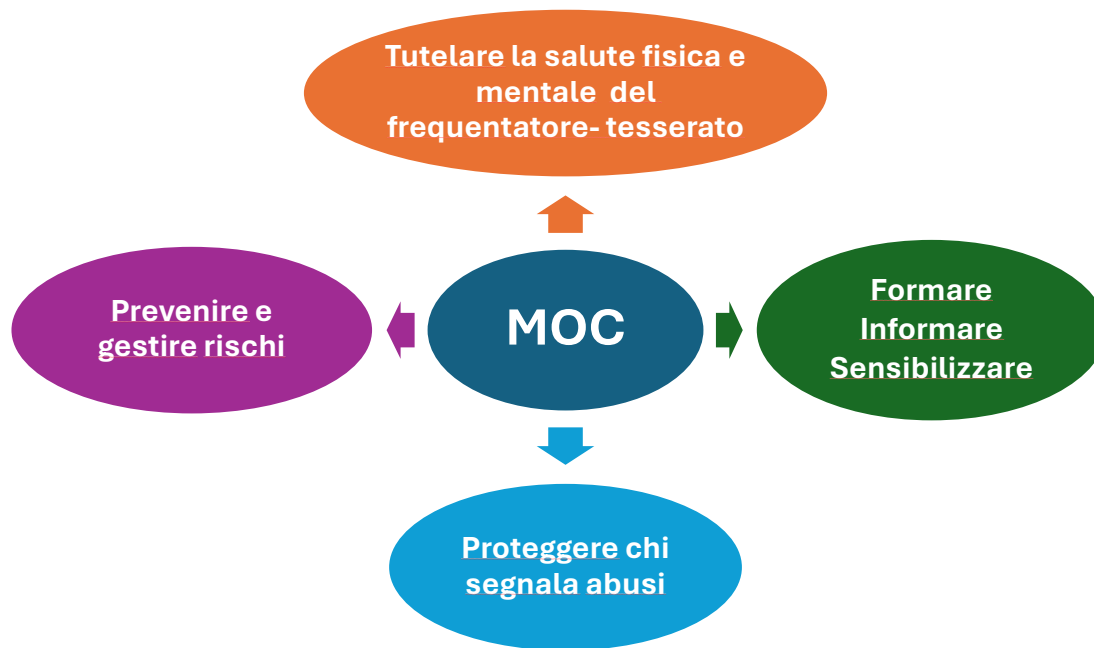 Tutelare la salute fisica e
mentale del
frequentatore- tesserato
Prevenire e
gestire rischi
MOC
Formare
Informare
Sensibilizzare
Proteggere chi
segnala abusi